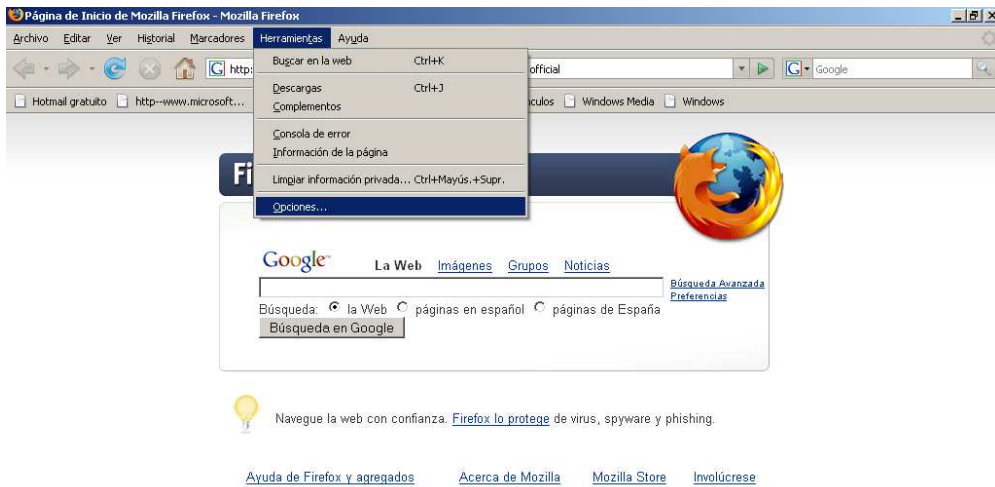 Página de Inicio de Mozilla Firefox - Mozilla Firefox
Archivo Editar Ver Historial Marcadores Herramientas Ayuda
http: official Google
Hotmail gratuito http--www.microsoft... Windows Media Windows
Buscar en la web Ctrl+K
Descargas Ctrl+J
Complementos
Consola de error
Información de la página
Limpiar información privada... Ctrl+Mayús.+Supr.
Opciones...
Fi
Google La Web Imágenes Grupos Noticias
Búsqueda Avanzada
Preferencias
Búsqueda: la Web páginas en español páginas de España
Búsqueda en Google
Navegue la web con confianza. Firefox lo protege de virus, spyware y phishing.
Ayuda de Firefox y agregados Acerca de Mozilla Mozilla Store Involúcrese